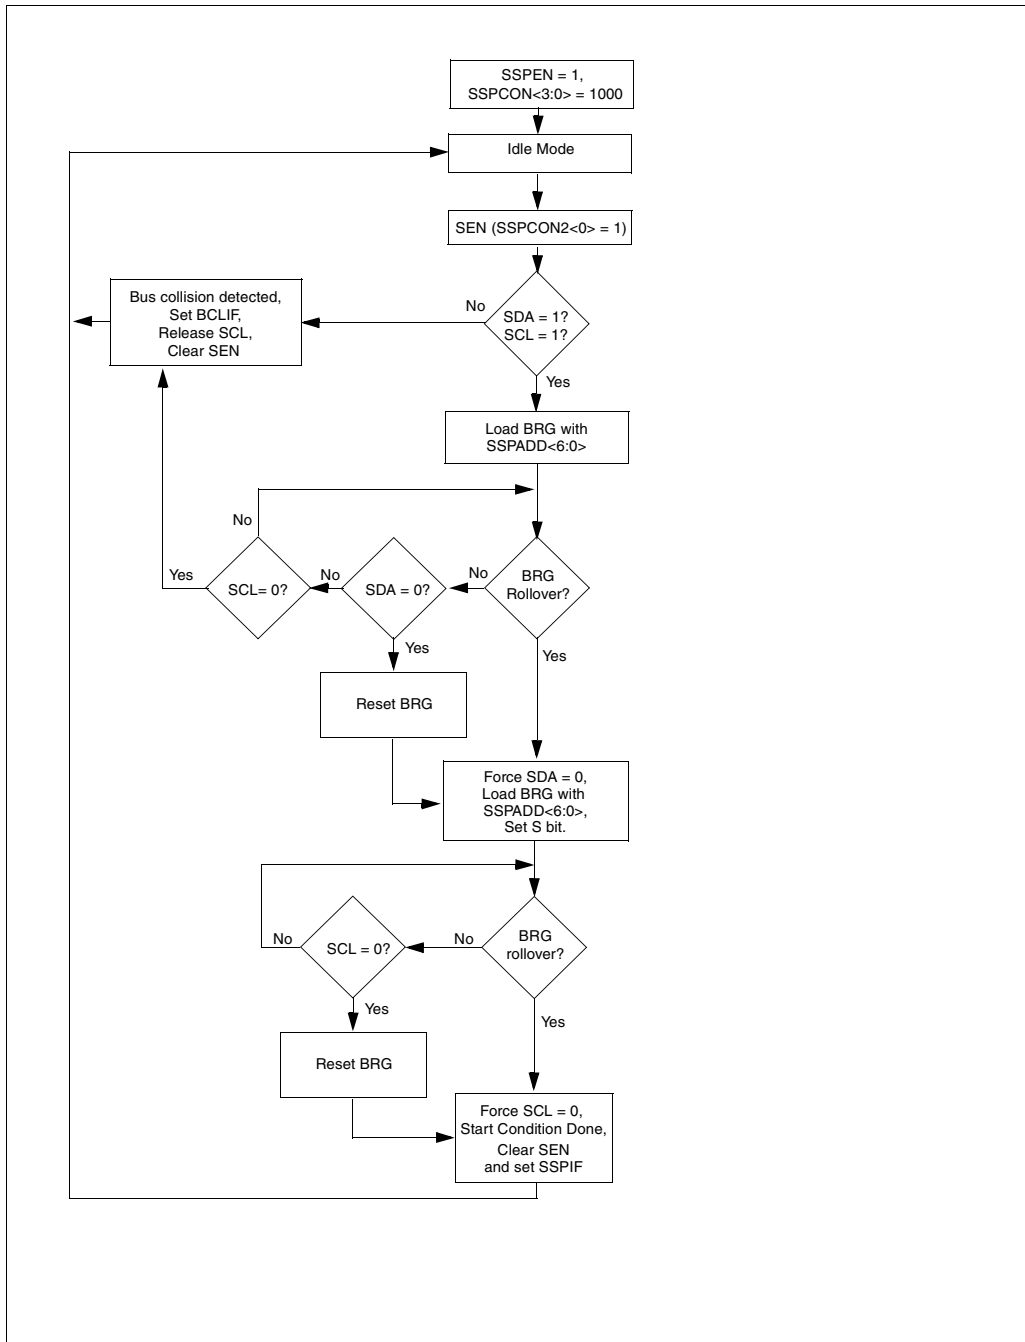 SSPEN = 1,
SSPCON<3:0> = 1000
Idle Mode
SEN (SSPCON2<0> = 1)
Bus collision detected,
Set BCLIF,
Release SCL,
Clear SEN
No
SDA = 1?
SCL = 1?
Yes
Load BRG with
SSPADD<6:0>
No
Yes
SCL= 0?
No
SDA = 0?
No
BRG
Rollover?
Yes
Yes
Reset BRG
Force SDA = 0,
Load BRG with
SSPADD<6:0>,
Set S bit.
No
SCL = 0?
No
BRG
rollover?
Yes
Yes
Reset BRG
Force SCL = 0,
Start Condition Done,
Clear SEN
and set SSPIF